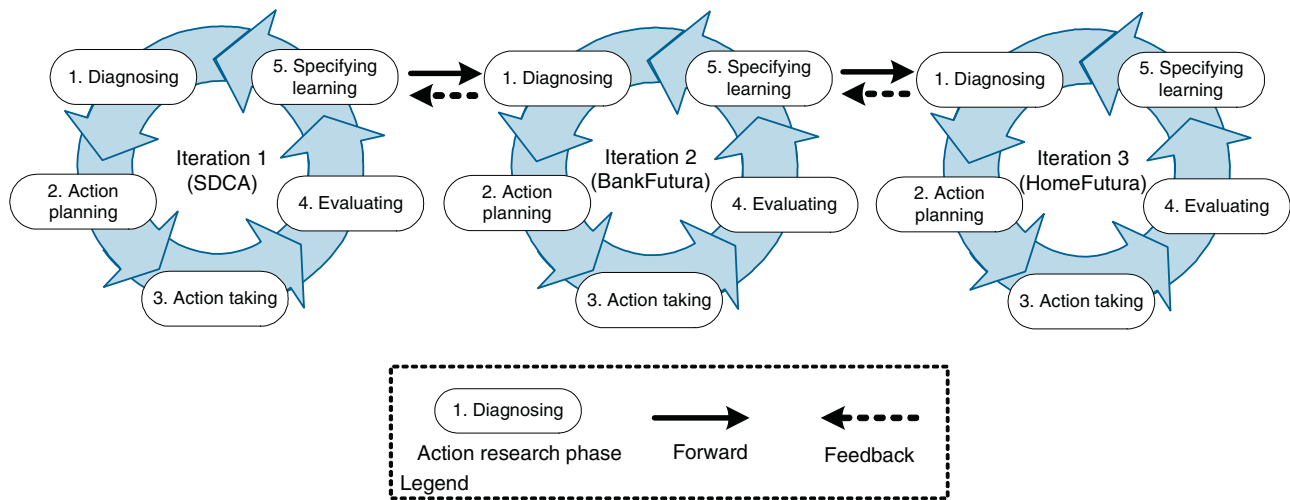 1. Diagnosing
5. Specifying
learning
Iteration 1
(SDCA)
2. Action
planning
4. Evaluating
3. Action taking
1. Diagnosing
5. Specifying
learning
Iteration 2
(BankFutura)
2. Action
planning
4. Evaluating
3. Action taking
1. Diagnosing
5. Specifying
learning
Iteration 3
(HomeFutura)
2. Action
planning
4. Evaluating
3. Action taking
1. Diagnosing
Action research phase
Forward
Feedback
Legend